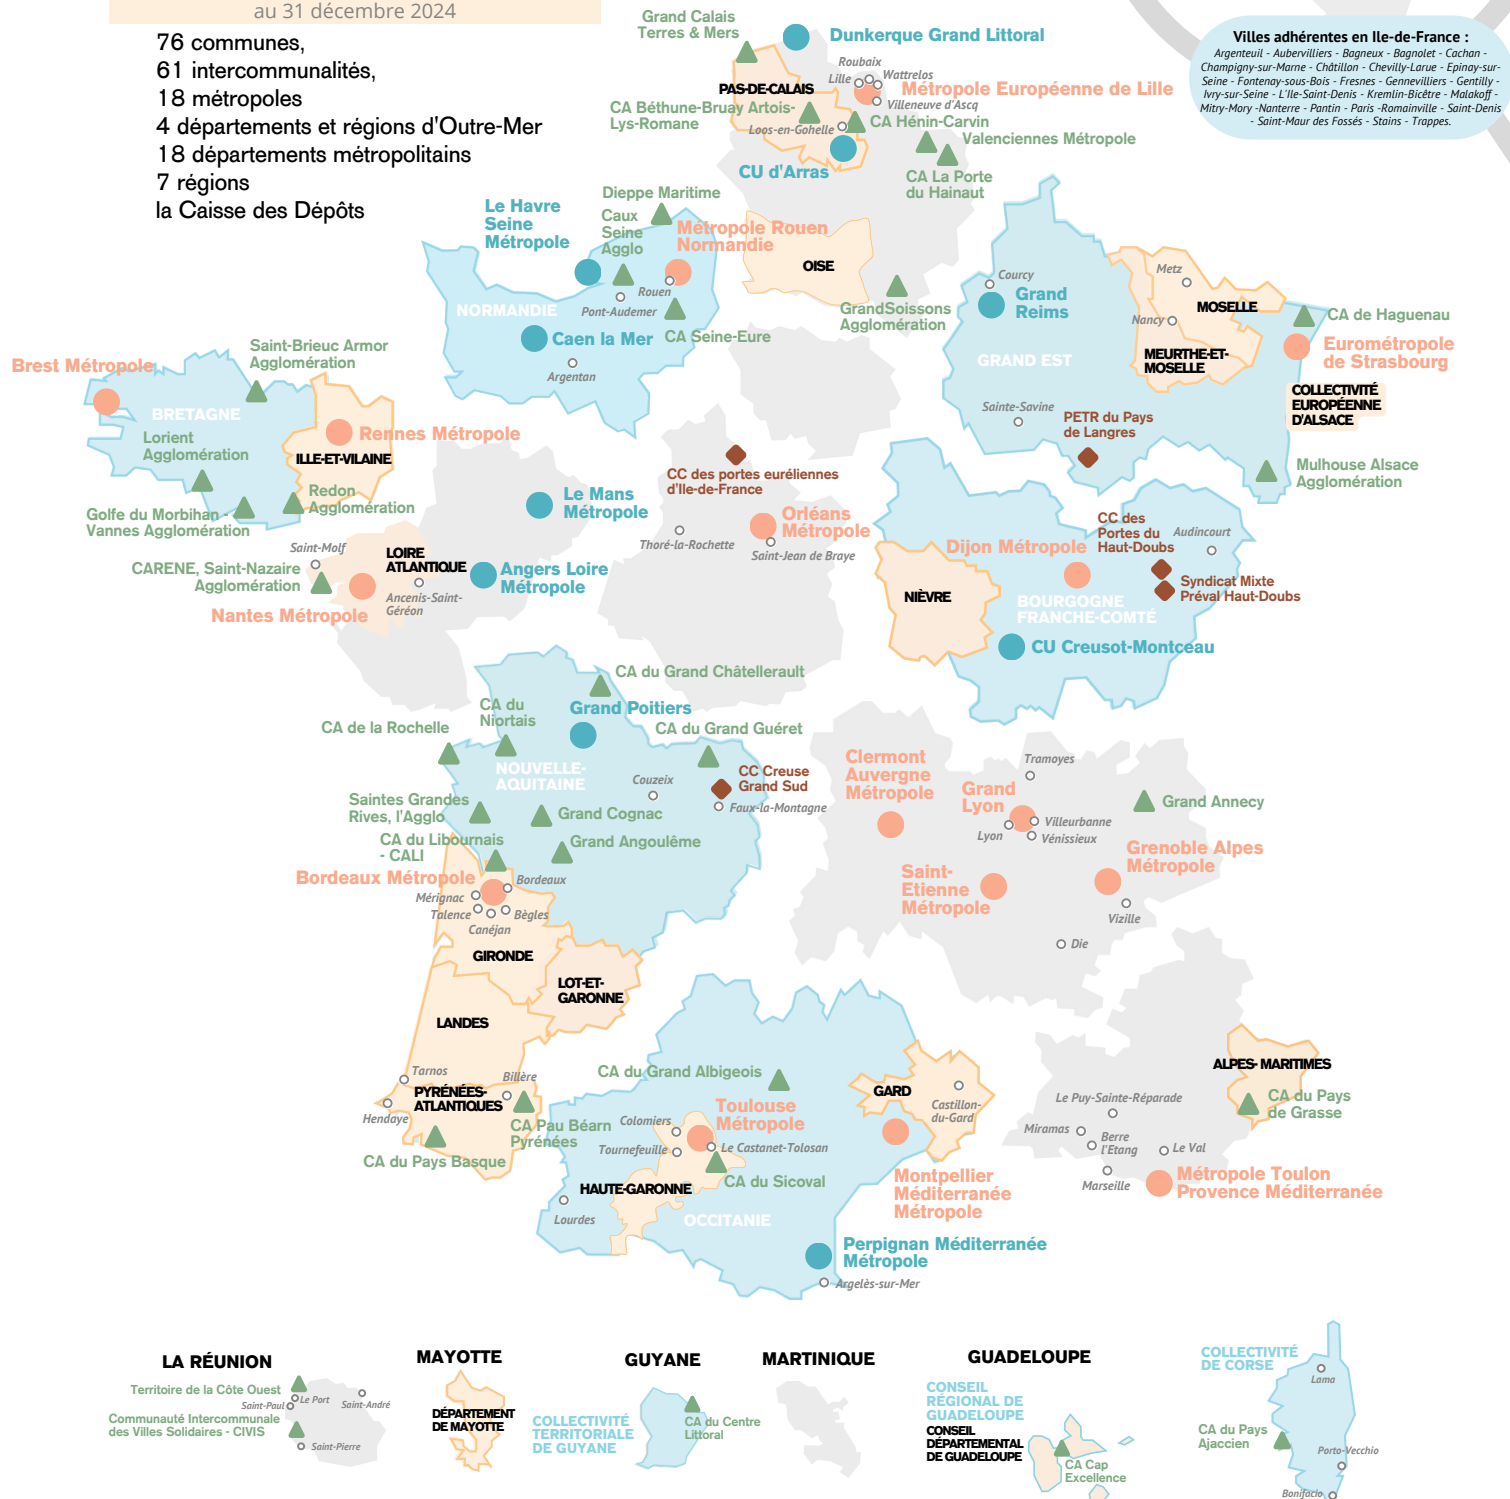 au 31 décembre 2024
76 communes,
61 intercommunalités,
18 métropoles
4 départements et régions d'Outre-Mer
18 départements métropolitains
7 régions
la Caisse des Dépôts
Villes adhérentes en Ile-de-France :
Argenteuil - Aubervilliers - Bagneux - Bagnolet - Cachan -
Champigny-sur-Marne - Châtillon - Chevilly-Larue - Epinay-sur-
Seine - Fontenay-sous-Bois - Fresnes - Gennevilliers - Gentilly -
Ivry-sur-Seine - L'Ile-Saint-Denis - Kremlin-Bicêtre - Malakoff -
Mitry-Mory -Nanterre - Pantin - Paris -Romainville - Saint-Denis
- Saint-Maur des Fossés - Stains - Trappes.
Grand Calais
Terres & Mers
Dunkerque Grand Littoral
Roubaix
Lille
Wattrelos
PAS-DE-CALAIS
Métropole Européenne de Lille
Villeneuve d'Ascq
CA Béthune-Bruay Artois-
Lys-Romane
Loos-en-Gohelle
CA Hénin-Carvin
Valenciennes Métropole
CU d'Arras
CA La Porte
du Hainaut
Dieppe Maritime
Le Havre
Seine
Métropole
Caux
Seine
Agglo
Métropole Rouen
Normandie
OISE
Rouen
NORMANDIE
Pont-Audemer
GrandSoissons
Agglomération
Caen la Mer
CA Seine-Eure
Argentan
Courcy
Grand
Reims
Metz
MOSELLE
Nancy
CA de Haguenau
GRAND EST
MEURTHE-ET-
MOSELLE
Eurométropole
de Strasbourg
COLLECTIVITÉ
EUROPÉENNE
D'ALSACE
Sainte-Savine
PETR du Pays
de Langres
Mulhouse Alsace
Agglomération
Brest Métropole
Saint-Brieuc Armor
Agglomération
BRETAGNE
Lorient
Agglomération
Rennes Métropole
ILLE-ET-VILAINE
Redon
Agglomération
Golfe du Morbihan -
Vannes Agglomération
Le Mans
Métropole
CC des portes euréliennes
d'Ile-de-France
Orléans
Métropole
Thoré-la-Rochette
Saint-Jean de Braye
Saint-Molf
LOIRE
ATLANTIQUE
CARENE, Saint-Nazaire
Agglomération
Angers Loire
Métropole
Ancenis-Saint-
Géréon
Nantes Métropole
CC des
Portes du
Haut-Doubs
Audincourt
Dijon Métropole
Syndicat Mixte
Préval Haut-Doubs
NIÈVRE
BOURGOGNE
FRANCHE-COMTÉ
CU Creusot-Montceau
CA du Grand Châtellerault
CA du
Niortais
Grand Poitiers
CA de la Rochelle
CA du Grand Guéret
NOUVELLE-
AQUITAINE
Couzeix
CC Creuse
Grand Sud
Faux-la-Montagne
Saintes Grandes
Rives, l'Agglo
Grand Cognac
CA du Libournais
- CALI
Grand Angoulême
Bordeaux Métropole
Bordeaux
Mérignac
Talence
Bègles
Canéjan
GIRONDE
LOT-ET-
GARONNE
LANDES
Tarnos
Billère
PYRÉNÉES-
ATLANTIQUES
Hendaye
CA Pau Béarn
Pyrénées
CA du Pays Basque
Clermont
Auvergne
Métropole
Tramoyes
Grand
Lyon
Grand Annecy
Villeurbanne
Lyon
Vénissieux
Grenoble Alpes
Métropole
Saint-
Etienne
Métropole
Vizille
Die
CA du Grand Albigeois
GARD
Castillon-
du-Gard
Toulouse
Métropole
Colomiers
Tournefeuille
Le Castanet-Tolosan
CA du Sicoval
HAUTE-GARONNE
Lourdes
OCCITANIE
Montpellier
Méditerranée
Métropole
Perpignan Méditerranée
Métropole
Argelès-sur-Mer
ALPES- MARITIMES
CA du Pays
de Grasse
Le Puy-Sainte-Réparade
Miramas
Berre
l'Etang
Le Val
Marseille
Métropole Toulon
Provence Méditerranée
LA RÉUNION
Territoire de la Côte Ouest
Le Port
Saint-Paul
Saint-André
Communauté Intercommunale
des Villes Solidaires - CIVIS
Saint-Pierre
MAYOTTE
DÉPARTEMENT
DE MAYOTTE
GUYANE
COLLECTIVITÉ
TERRITORIALE
DE GUYANE
CA du Centre
Littoral
MARTINIQUE
GUADELOUPE
CONSEIL
RÉGIONAL DE
GUADELOUPE
CONSEIL
DÉPARTEMENTAL
DE GUADELOUPE
CA Cap
Excellence
COLLECTIVITÉ
DE CORSE
Lama
CA du Pays
Ajaccien
Porto-Vecchio
Bonifacio